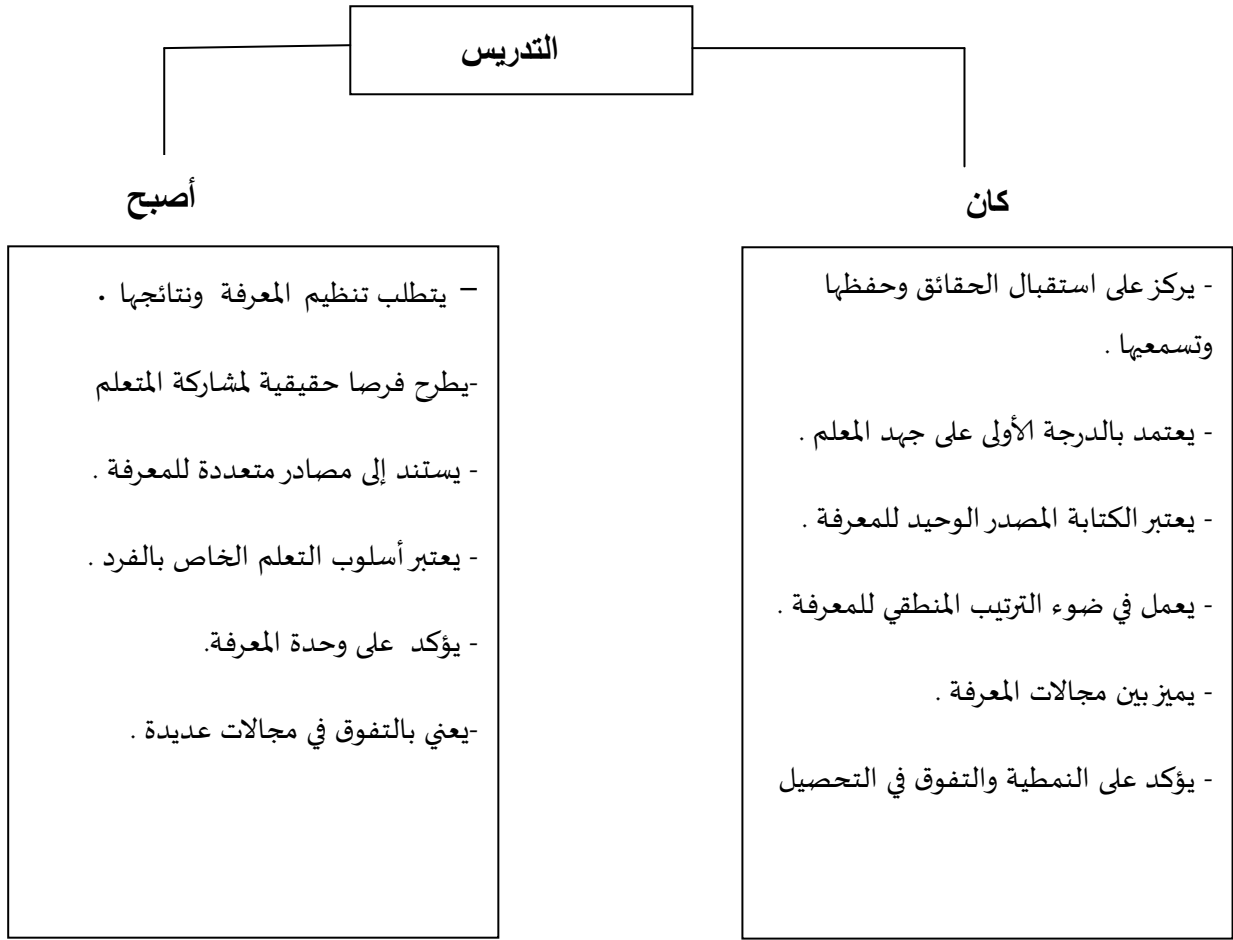 التدريس
كان
- يركز على استقبال الحقائق وحفظها
وتسمعيها .
- يعتمد بالدرجة الأولى على جهد المعلم .
- يعتبر الكتابة المصدر الوحيد للمعرفة .
- يعمل في ضوء الترتيب المنطقي للمعرفة .
- يميز بين مجالات المعرفة .
- يؤكد على النمطية والتفوق في التحصيل
أصبح
– يتطلب تنظيم المعرفة ونتائجها .
-يطرح فرصا حقيقية لمشاركة المتعلم
- يستند إلى مصادر متعددة للمعرفة .
- يعتبر أسلوب التعلم الخاص بالفرد .
- يؤكد على وحدة المعرفة.
-يعني بالتفوق في مجالات عديدة .